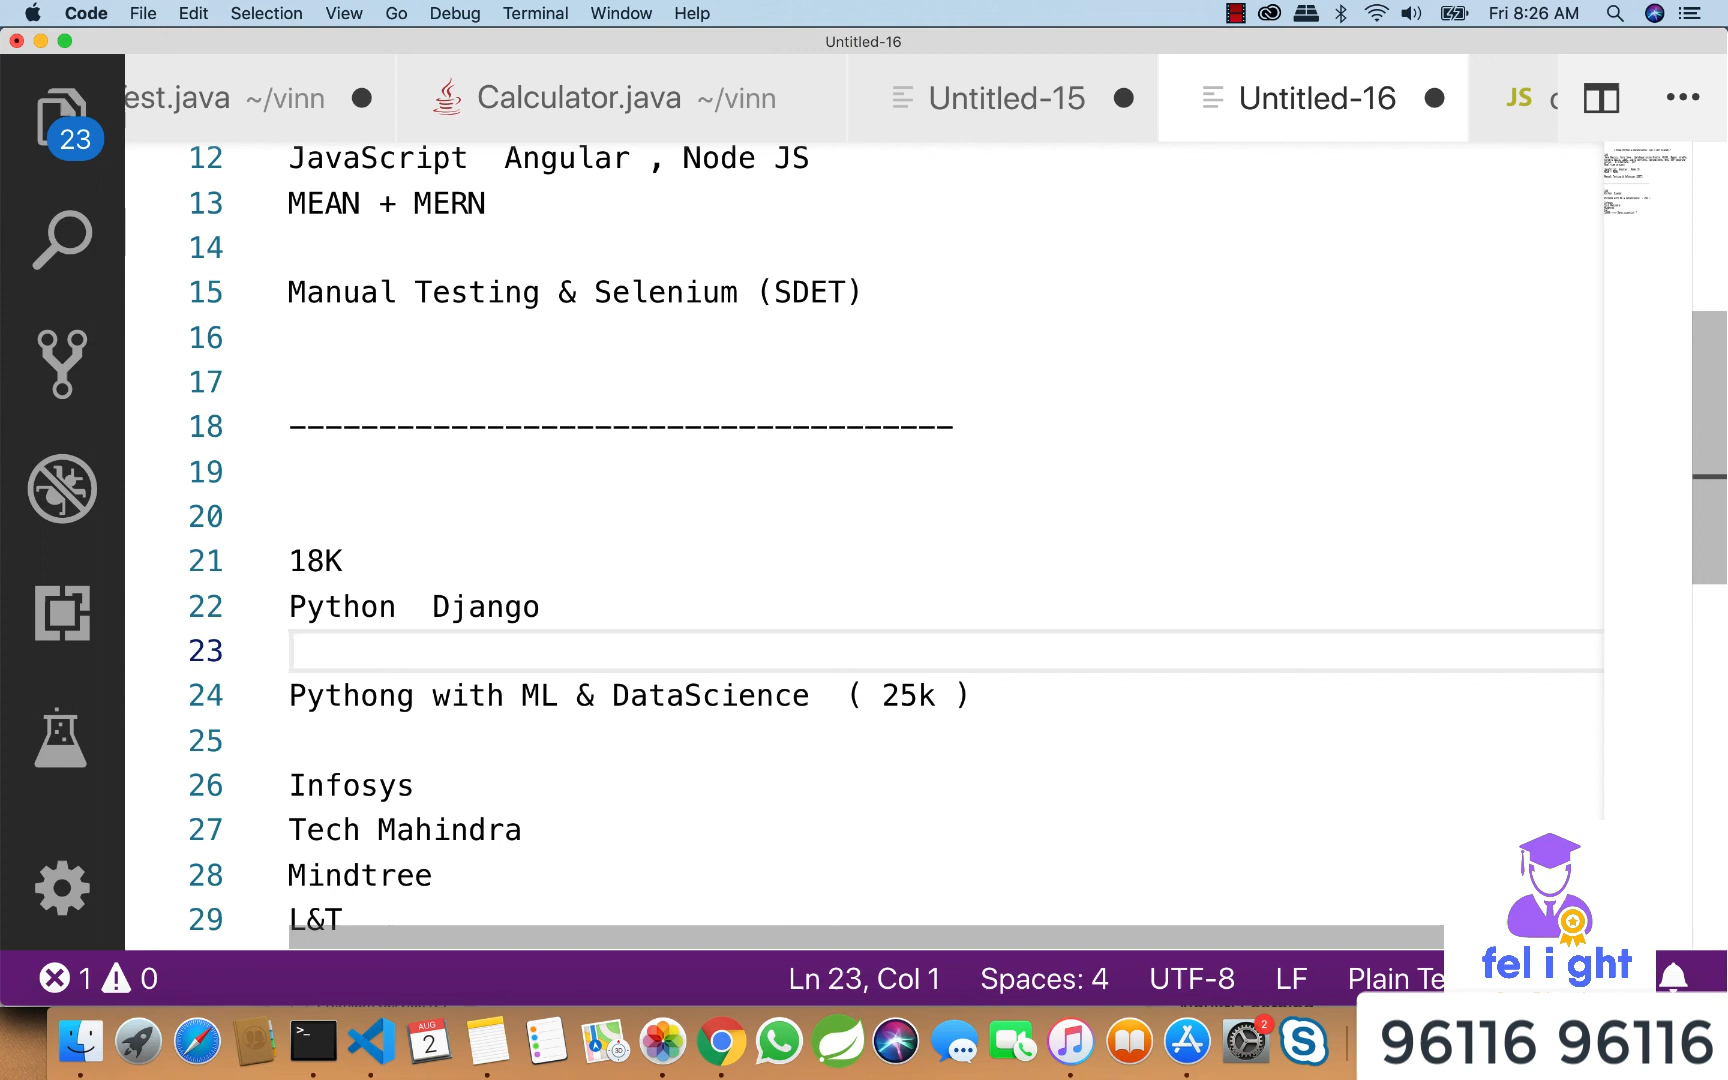 Code File Edit Selection View Go Debug Terminal Window Help Fri 8:26 AM
Untitled-16
est.java ~/vinn Calculator.java ~/vinn Untitled-15 Untitled-16 JS
23
12 JavaScript Angular , Node JS
13 MEAN + MERN
14
15 Manual Testing & Selenium (SDET)
16
17
18 -------------------------------------
19
20
21 18K
22 Python Django
23
24 Pythong with ML & DataScience ( 25k )
25
26 Infosys
27 Tech Mahindra
28 Mindtree
29 L&T
fel i ght
1 0 Ln 23, Col 1 Spaces: 4 UTF-8 LF Plain Te
AUG
2
3D
2
96116 96116